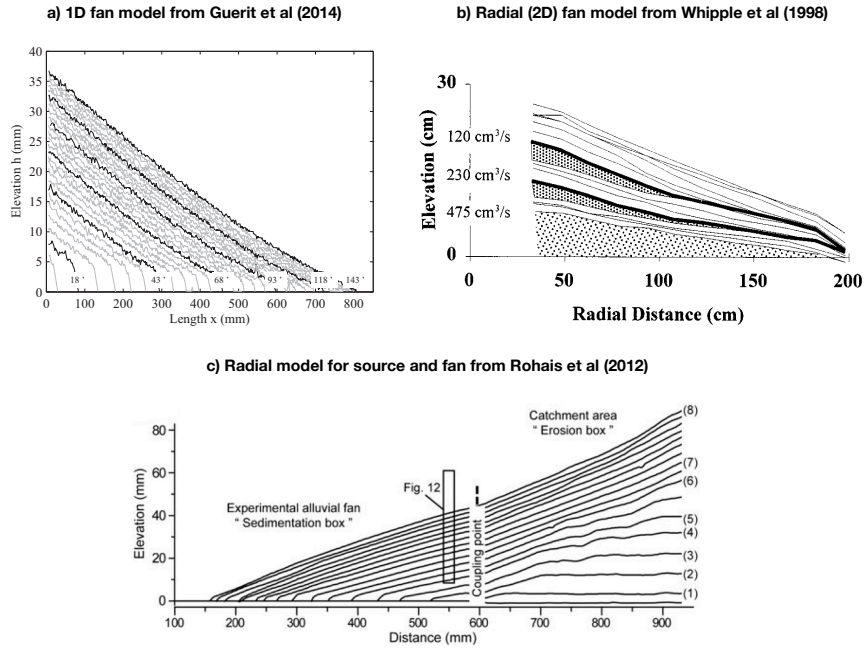 a) 1D fan model from Guerit et al (2014)
40
35
30
25
20
15
10
5
0
Elevation h (mm)
18 '
43 '
68 '
93 '
118 '
143 '
0 100 200 300 400 500 600 700 800
Length x (mm)
b) Radial (2D) fan model from Whipple et al (1998)
30
Elevation (cm)
120 cm³/s
230 cm³/s
475 cm³/s
0
0 50 100 150 200
Radial Distance (cm)
c) Radial model for source and fan from Rohais et al (2012)
80
60
40
20
0
Elevation (mm)
Experimental alluvial fan
“ Sedimentation box ”
Fig. 12
Coupling point
Catchment area
“ Erosion box ”
(8)
(7)
(6)
(5)
(4)
(3)
(2)
(1)
100 200 300 400 500 600 700 800 900
Distance (mm)